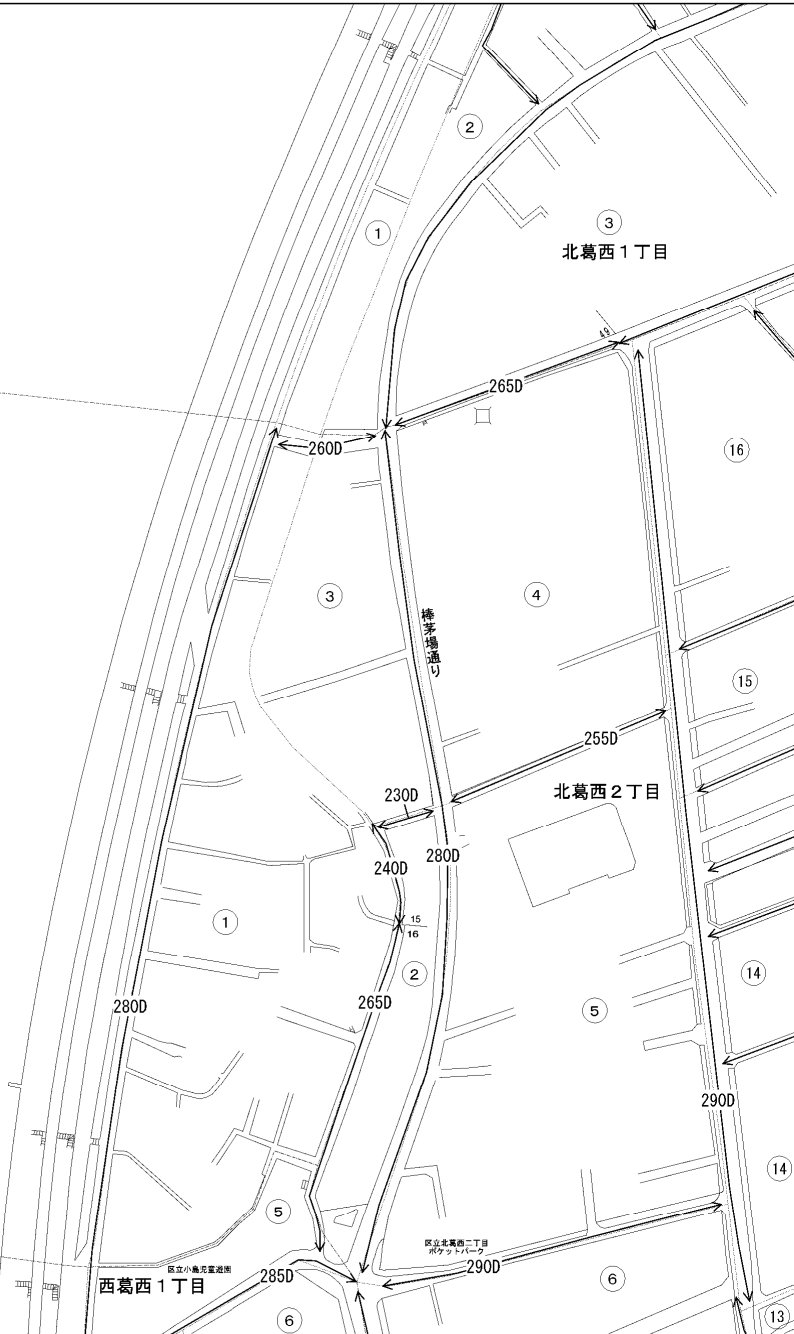 ②
①
③
北葛西１丁目
49
265D
260D
16
③
④
棒茅場通り
15
255D
230D
北葛西２丁目
240D
280D
15
16
①
②
14
265D
280D
⑤
290D
14
⑤
区立北葛西二丁目
ポケットパーク
区立小島児童遊園
西葛西１丁目
285D
290D
⑥
⑥
13